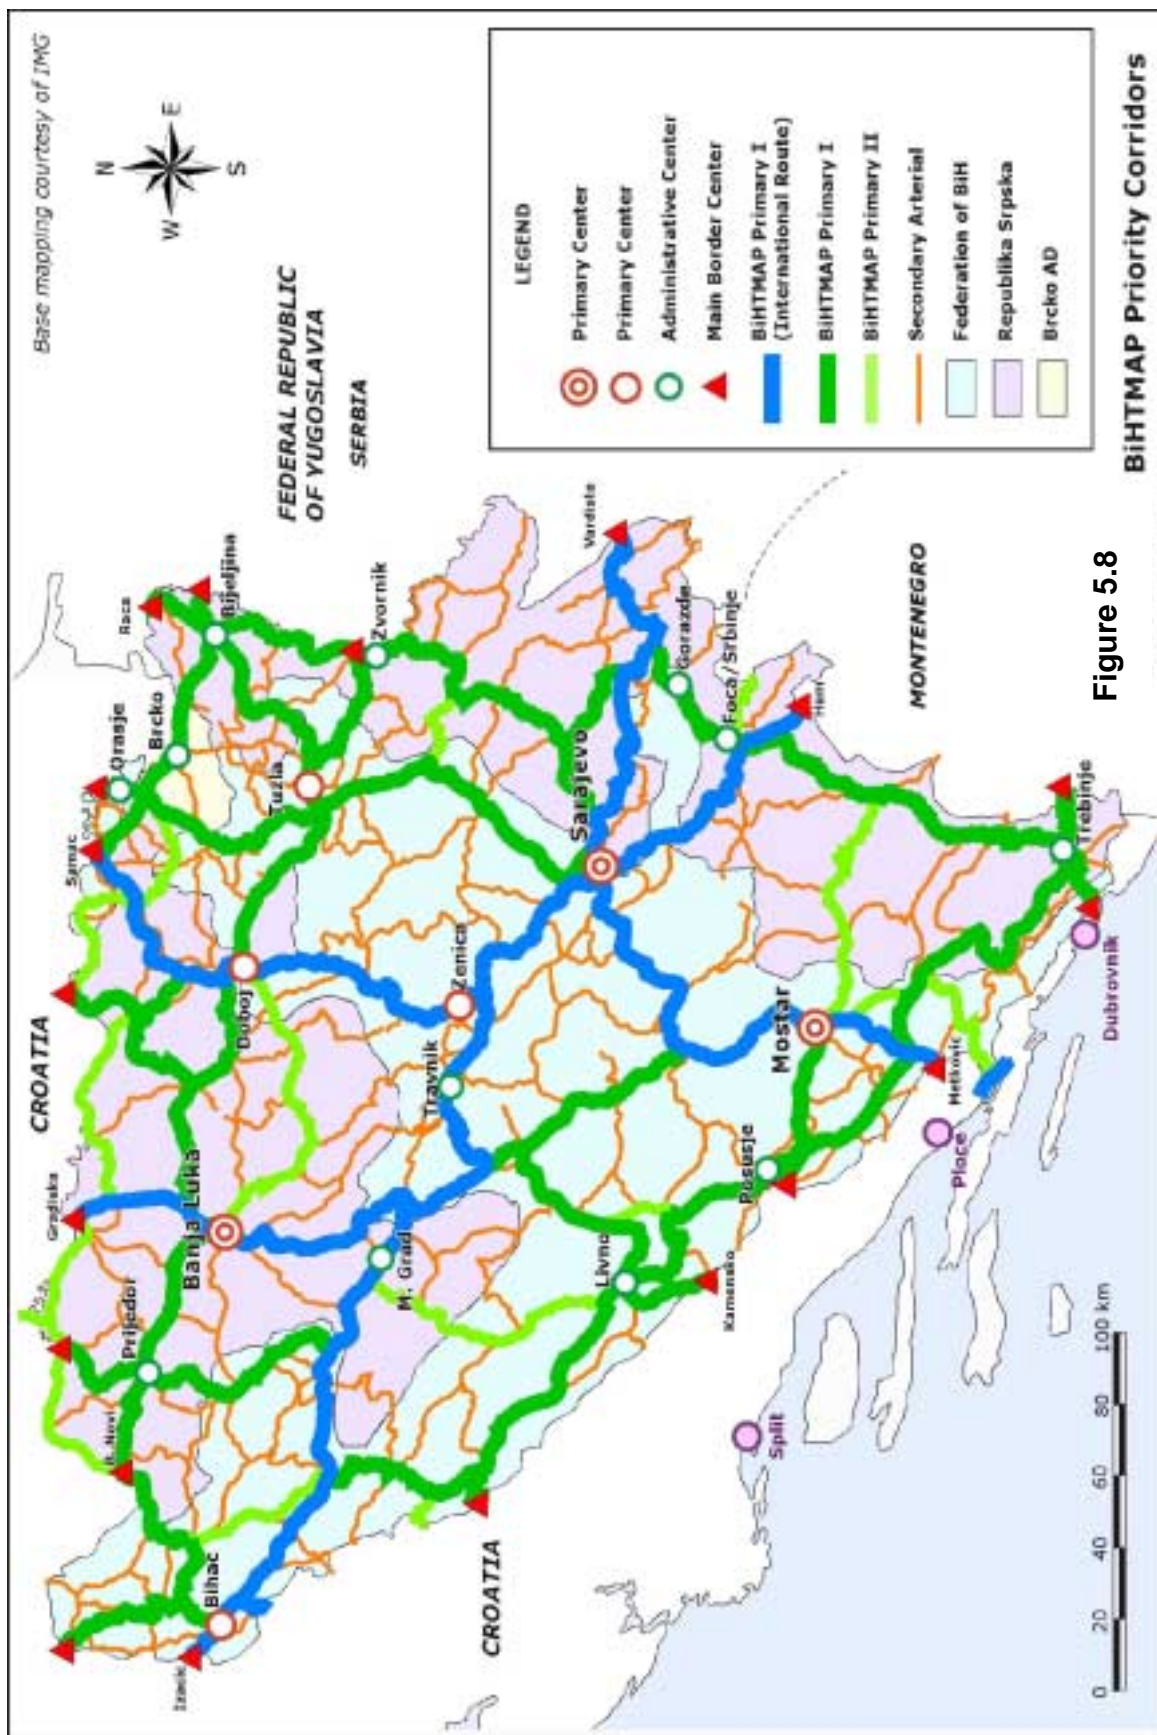 Base mapping courtesy of IMG
N
W
E
S
FEDERAL REPUBLIC
OF YUGOSLAVIA
SERBIA
CROATIA
CROATIA
MONTENEGRO
Gradiska
Samac
Orasje
Brcko
Raca
Bijeljina
Prijedor
B. Novi
Banja Luka
Doboj
Tuzla
Zvornik
Izacic
Bihac
M. Grad
Travnik
Zenica
Sarajevo
Vardiste
Gorazde
Foca/Srbinje
Hum
Livno
Kamensko
Posusje
Mostar
Metkovic
Trebinje
Split
Ploce
Dubrovnik
0 20 40 60 80 100 km
LEGEND
Primary Center
Primary Center
Administrative Center
Main Border Center
BiHTMAP Primary I
(International Route)
BiHTMAP Primary I
BiHTMAP Primary II
Secondary Arterial
Federation of BiH
Republika Srpska
Brcko AD
Figure 5.8
BiHTMAP Priority Corridors